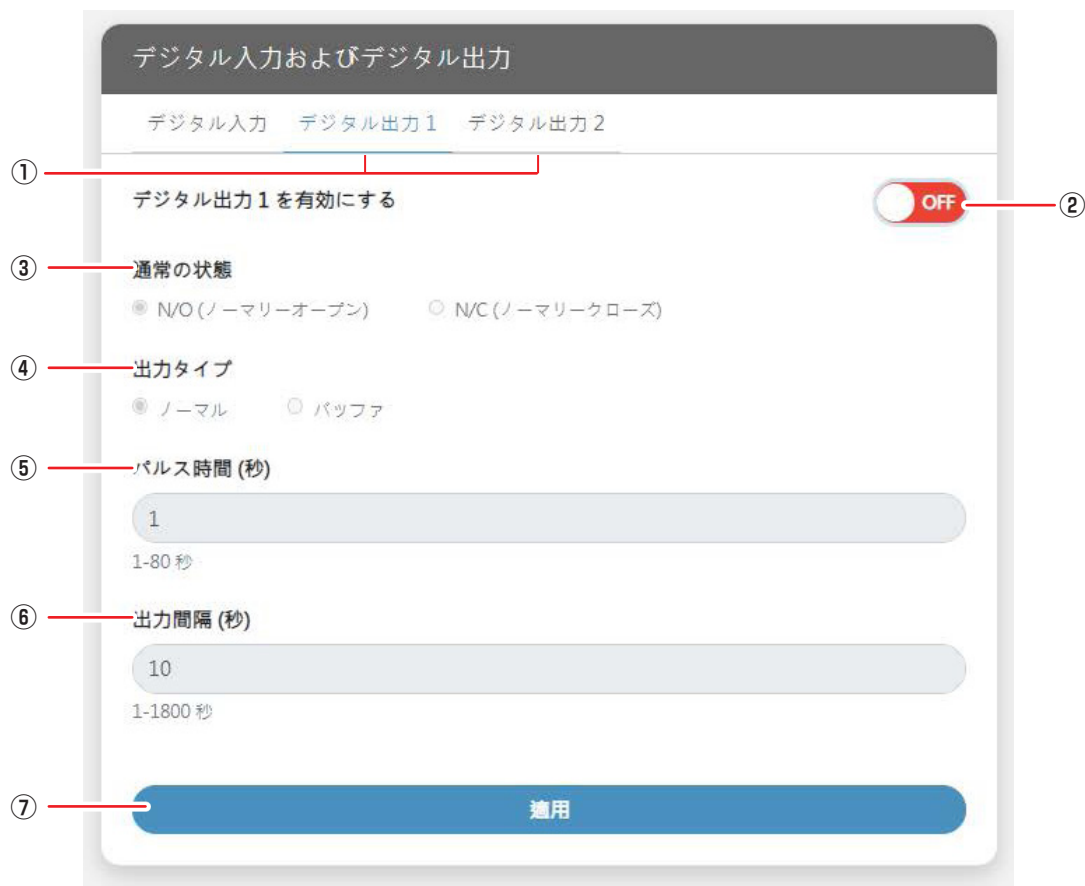 デジタル入力およびデジタル出力
デジタル入力 デジタル出力 1 デジタル出力 2
①
デジタル出力 1 を有効にする OFF ②
③ 通常の状態
N/O (ノーマリーオープン) N/C (ノーマリークローズ)
④ 出力タイプ
ノーマル バッファ
⑤ パルス時間 (秒)
1
1-80 秒
⑥ 出力間隔 (秒)
10
1-1800 秒
⑦ 適用